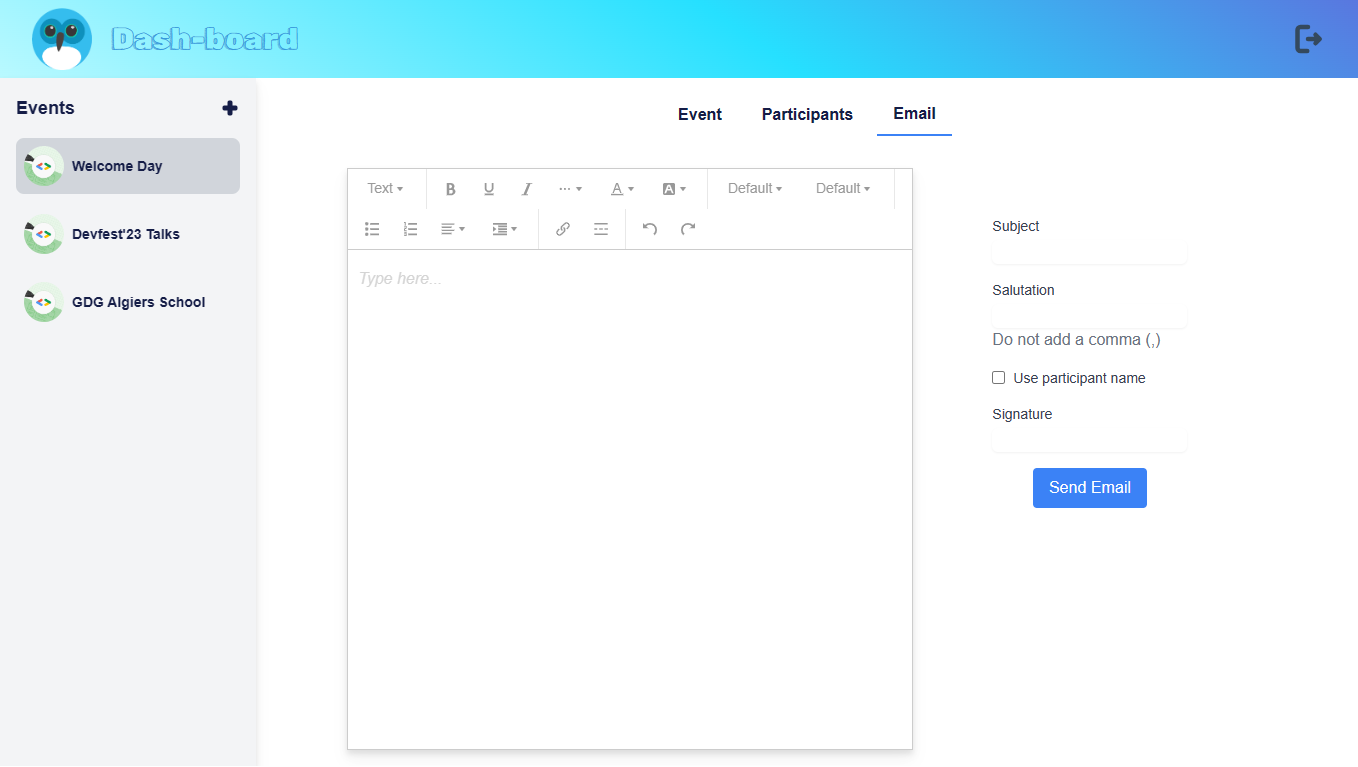 Dash-board
Events
Welcome Day
Devfest'23 Talks
GDG Algiers School
Event Participants Email
Text B U I ... A A Default Default
Type here...
Subject
Salutation
Do not add a comma (,)
Use participant name
Signature
Send Email